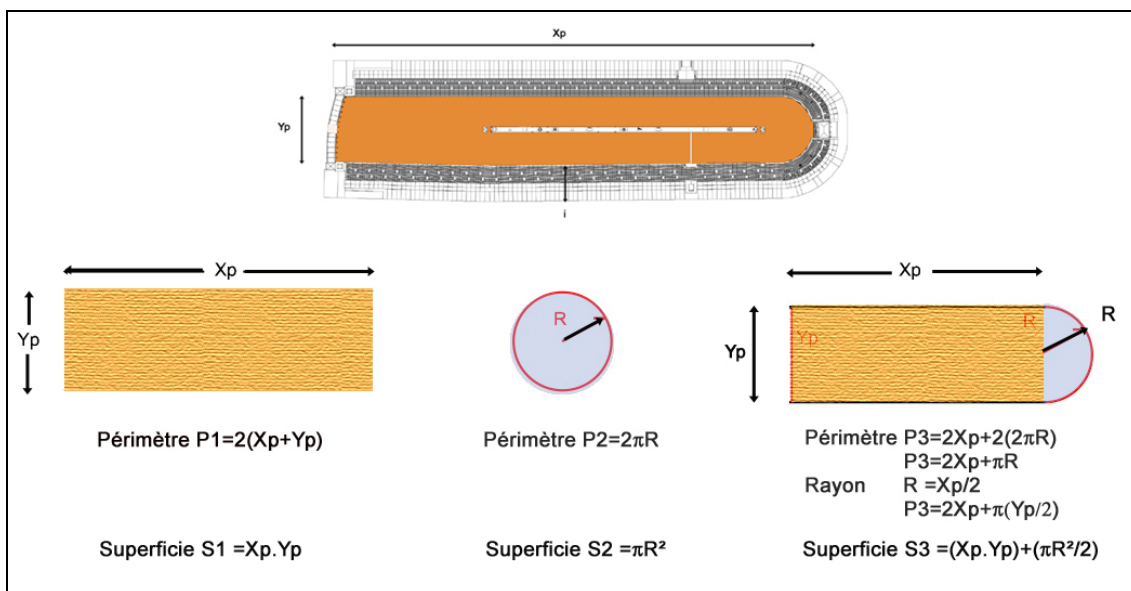 Xp
Yp
i
Xp
Yp
R
Xp
Yp
Yp
R
R
Périmètre P1=2(Xp+Yp)
Périmètre P2=2πR
Périmètre P3=2Xp+2(2πR)
P3=2Xp+πR
Rayon R =Xp/2
P3=2Xp+π(Yp/2)
Superficie S1 =Xp.Yp
Superficie S2 =πR²
Superficie S3 =(Xp.Yp)+(πR²/2)